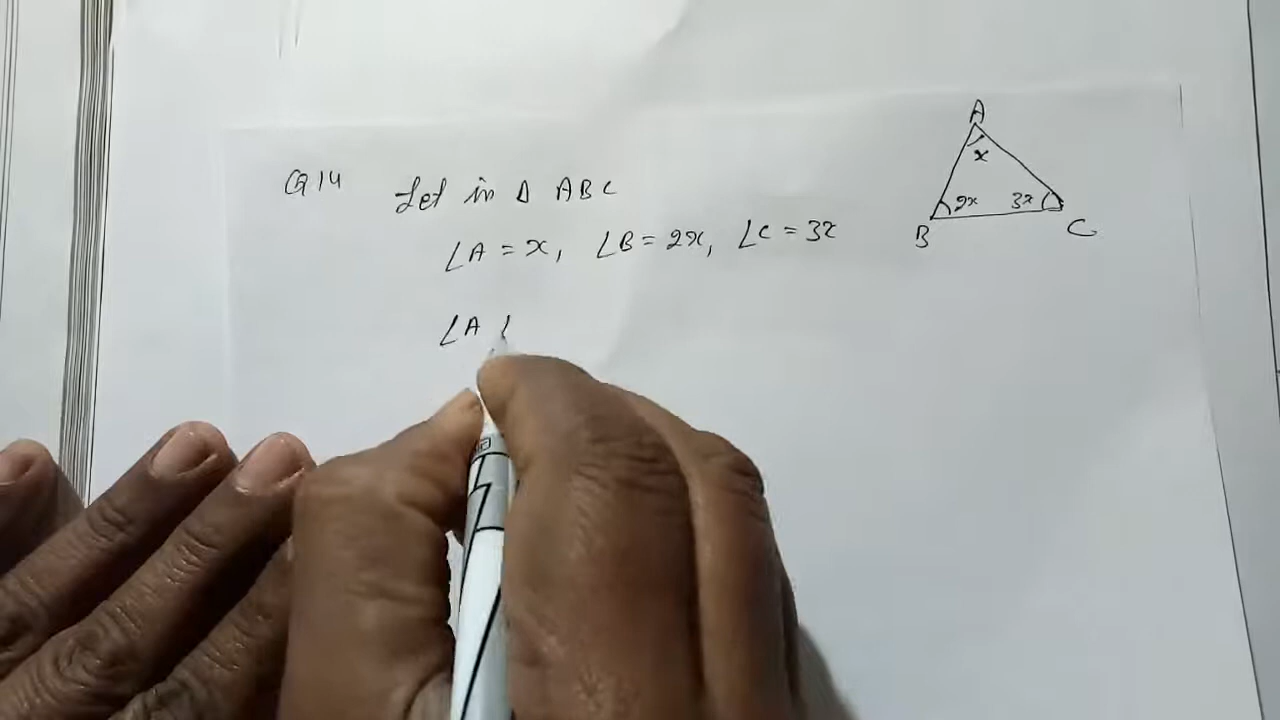 Q14 Let in Δ ABC
∠A = x, ∠B = 2x, ∠C = 3x
∠A
A
x
2x 3x
B C